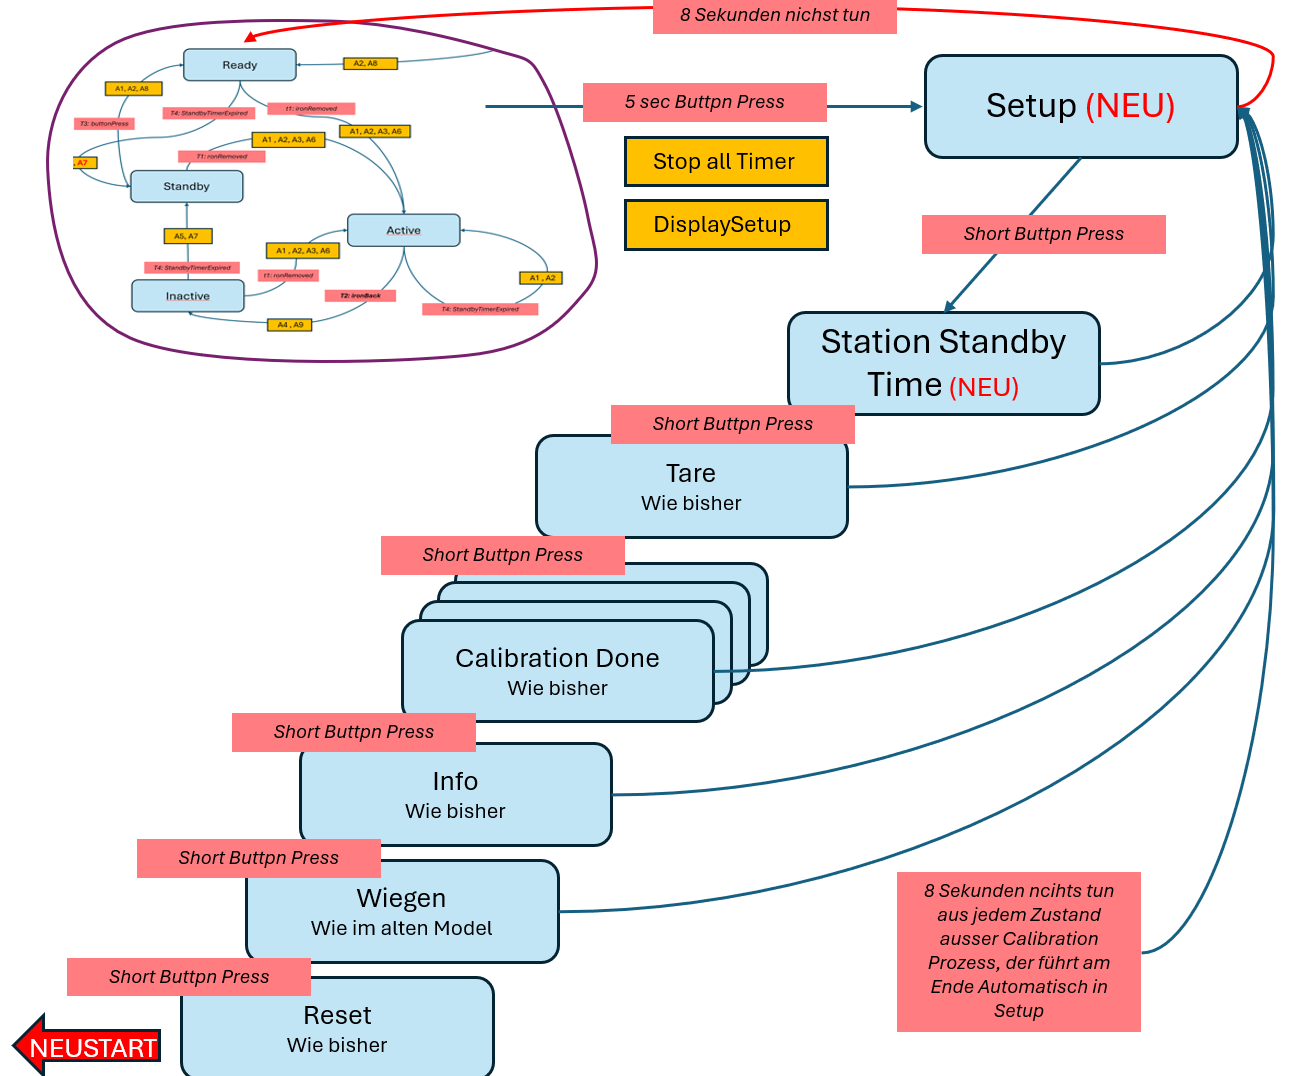 8 Sekunden nichst tun
Ready
A2, A8
A1, A2, A8
T4: StandbyTimerExpired
t1: ironRemoved
T3: buttonPress
A1, A2, A3, A6
A1 , A2, A3, A6
T1: ronRemoved
, A7
Standby
5 sec Buttpn Press
Setup (NEU)
Stop all Timer
DisplaySetup
Active
A5, A7
A1 , A2, A3, A6
T4: StandbyTimerExpired
t1: ronRemoved
A1 , A2
Inactive
T2: ironBack
T4: StandbyTimerExpired
A4 , A9
Short Buttpn Press
Station Standby
Time (NEU)
Short Buttpn Press
Tare
Wie bisher
Short Buttpn Press
Calibration Done
Wie bisher
Short Buttpn Press
Info
Wie bisher
Short Buttpn Press
Wiegen
Wie im alten Model
8 Sekunden ncihts tun
aus jedem Zustand
ausser Calibration
Prozess, der führt am
Ende Automatisch in
Setup
Short Buttpn Press
Reset
Wie bisher
NEUSTART